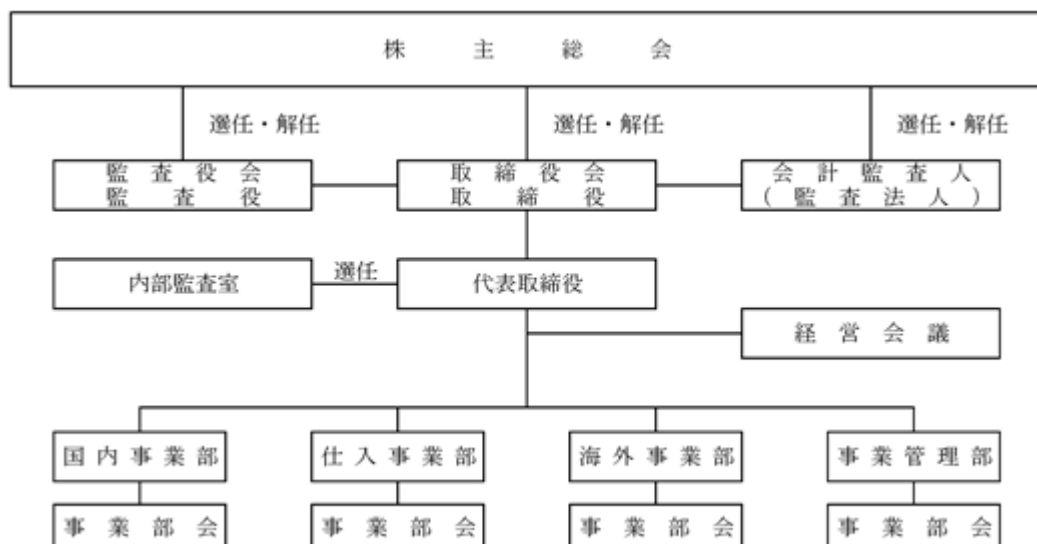 株主総会
選任・解任
選任・解任
選任・解任
監査役会
監査役
取締役会
取締役
会計監査人
(監査法人)
内部監査室
選任
代表取締役
経営会議
国内事業部
仕入事業部
海外事業部
事業管理部
事業部会
事業部会
事業部会
事業部会